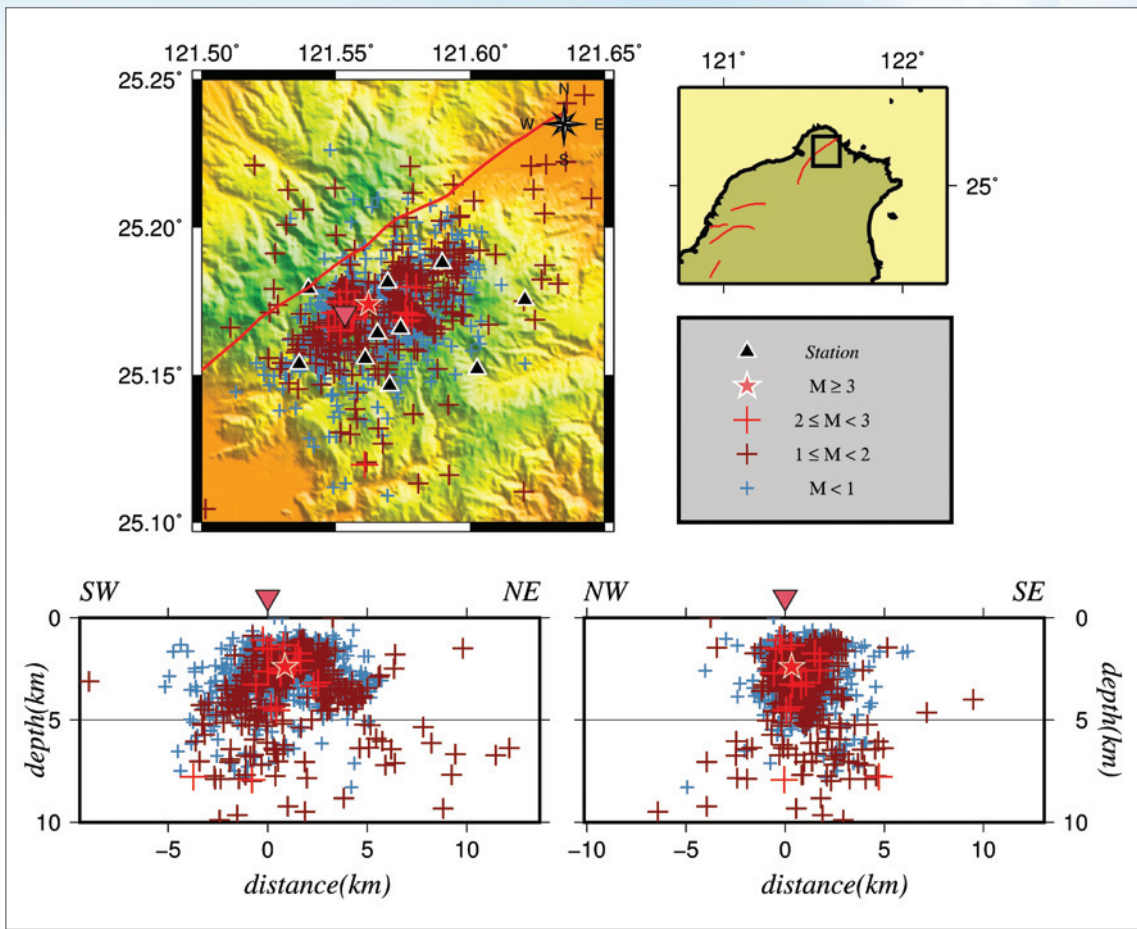 121.50° 121.55° 121.60° 121.65°
25.25°
25.20°
25.15°
25.10°
N
W E
S
121° 122°
25°
Station
M ≥ 3
2 ≤ M < 3
1 ≤ M < 2
M < 1
SW NE
0
5
10
depth(km)
−5 0 5 10
distance(km)
NW SE
0
5
10
depth(km)
−10 −5 0 5 10
distance(km)